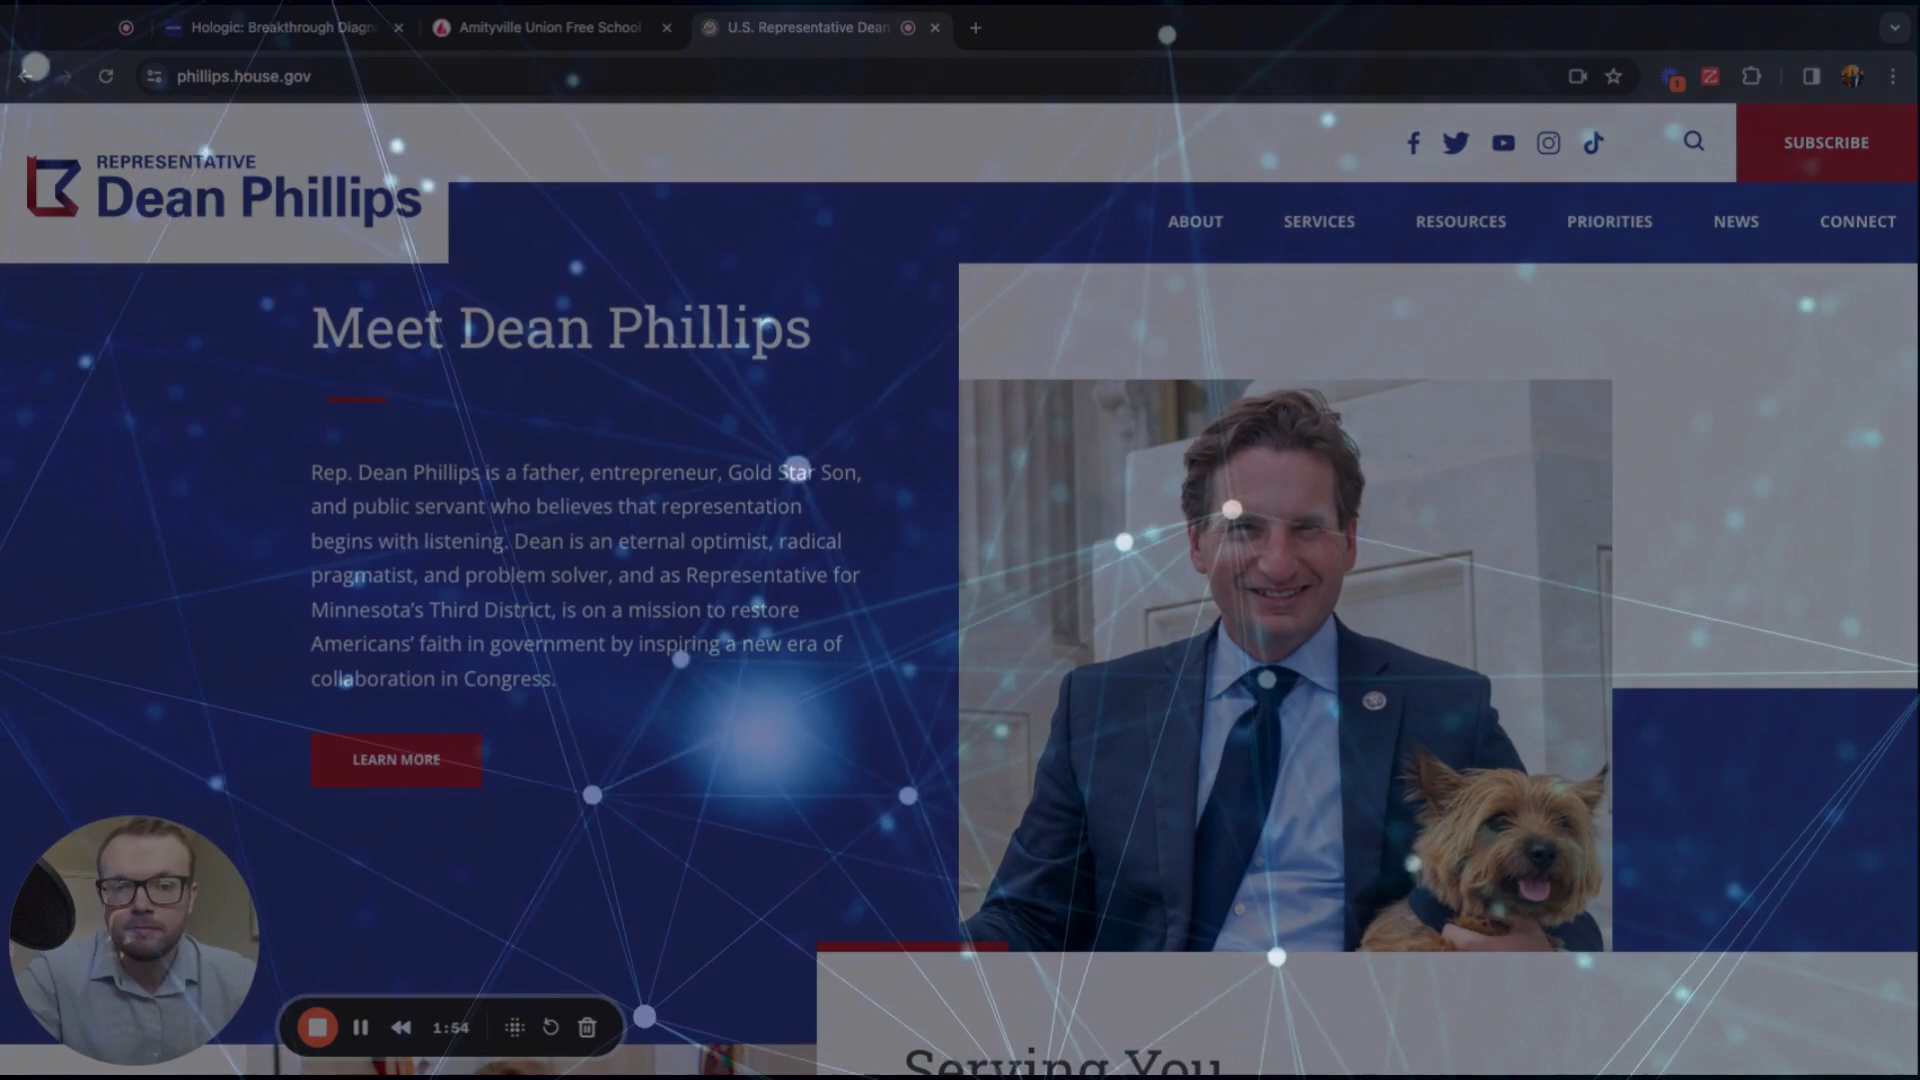 Hologic: Breakthrough Diagn
Amityville Union Free School
U.S. Representative Dean
phillips.house.gov
1
Z
SUBSCRIBE
REPRESENTATIVE
Dean Phillips
ABOUT
SERVICES
RESOURCES
PRIORITIES
NEWS
CONNECT
Meet Dean Phillips
Rep. Dean Phillips is a father, entrepreneur, Gold Star Son,
and public servant who believes that representation
begins with listening. Dean is an eternal optimist, radical
pragmatist, and problem solver, and as Representative for
Minnesota’s Third District, is on a mission to restore
Americans’ faith in government by inspiring a new era of
collaboration in Congress.
LEARN MORE
1:54
Serving You